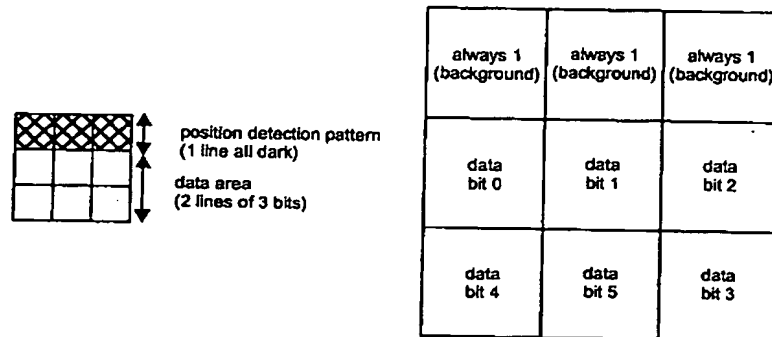 position detection pattern
(1 line all dark)
data area
(2 lines of 3 bits)
always 1
(background)
always 1
(background)
always 1
(background)
data
bit 0
data
bit 1
data
bit 2
data
bit 4
data
bit 5
data
bit 3